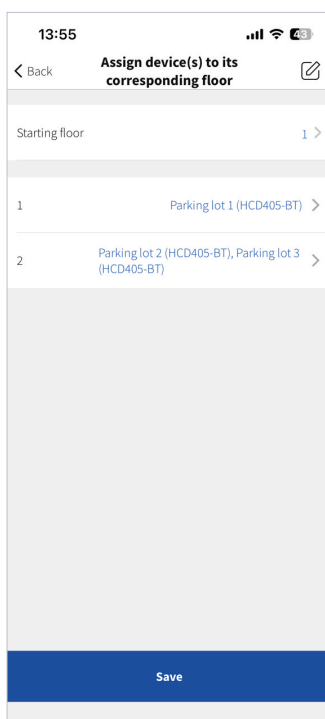 13:55
43
Back
Assign device(s) to its
corresponding floor
Starting floor
1
1
Parking lot 1 (HCD405-BT)
2
Parking lot 2 (HCD405-BT), Parking lot 3
(HCD405-BT)
Save